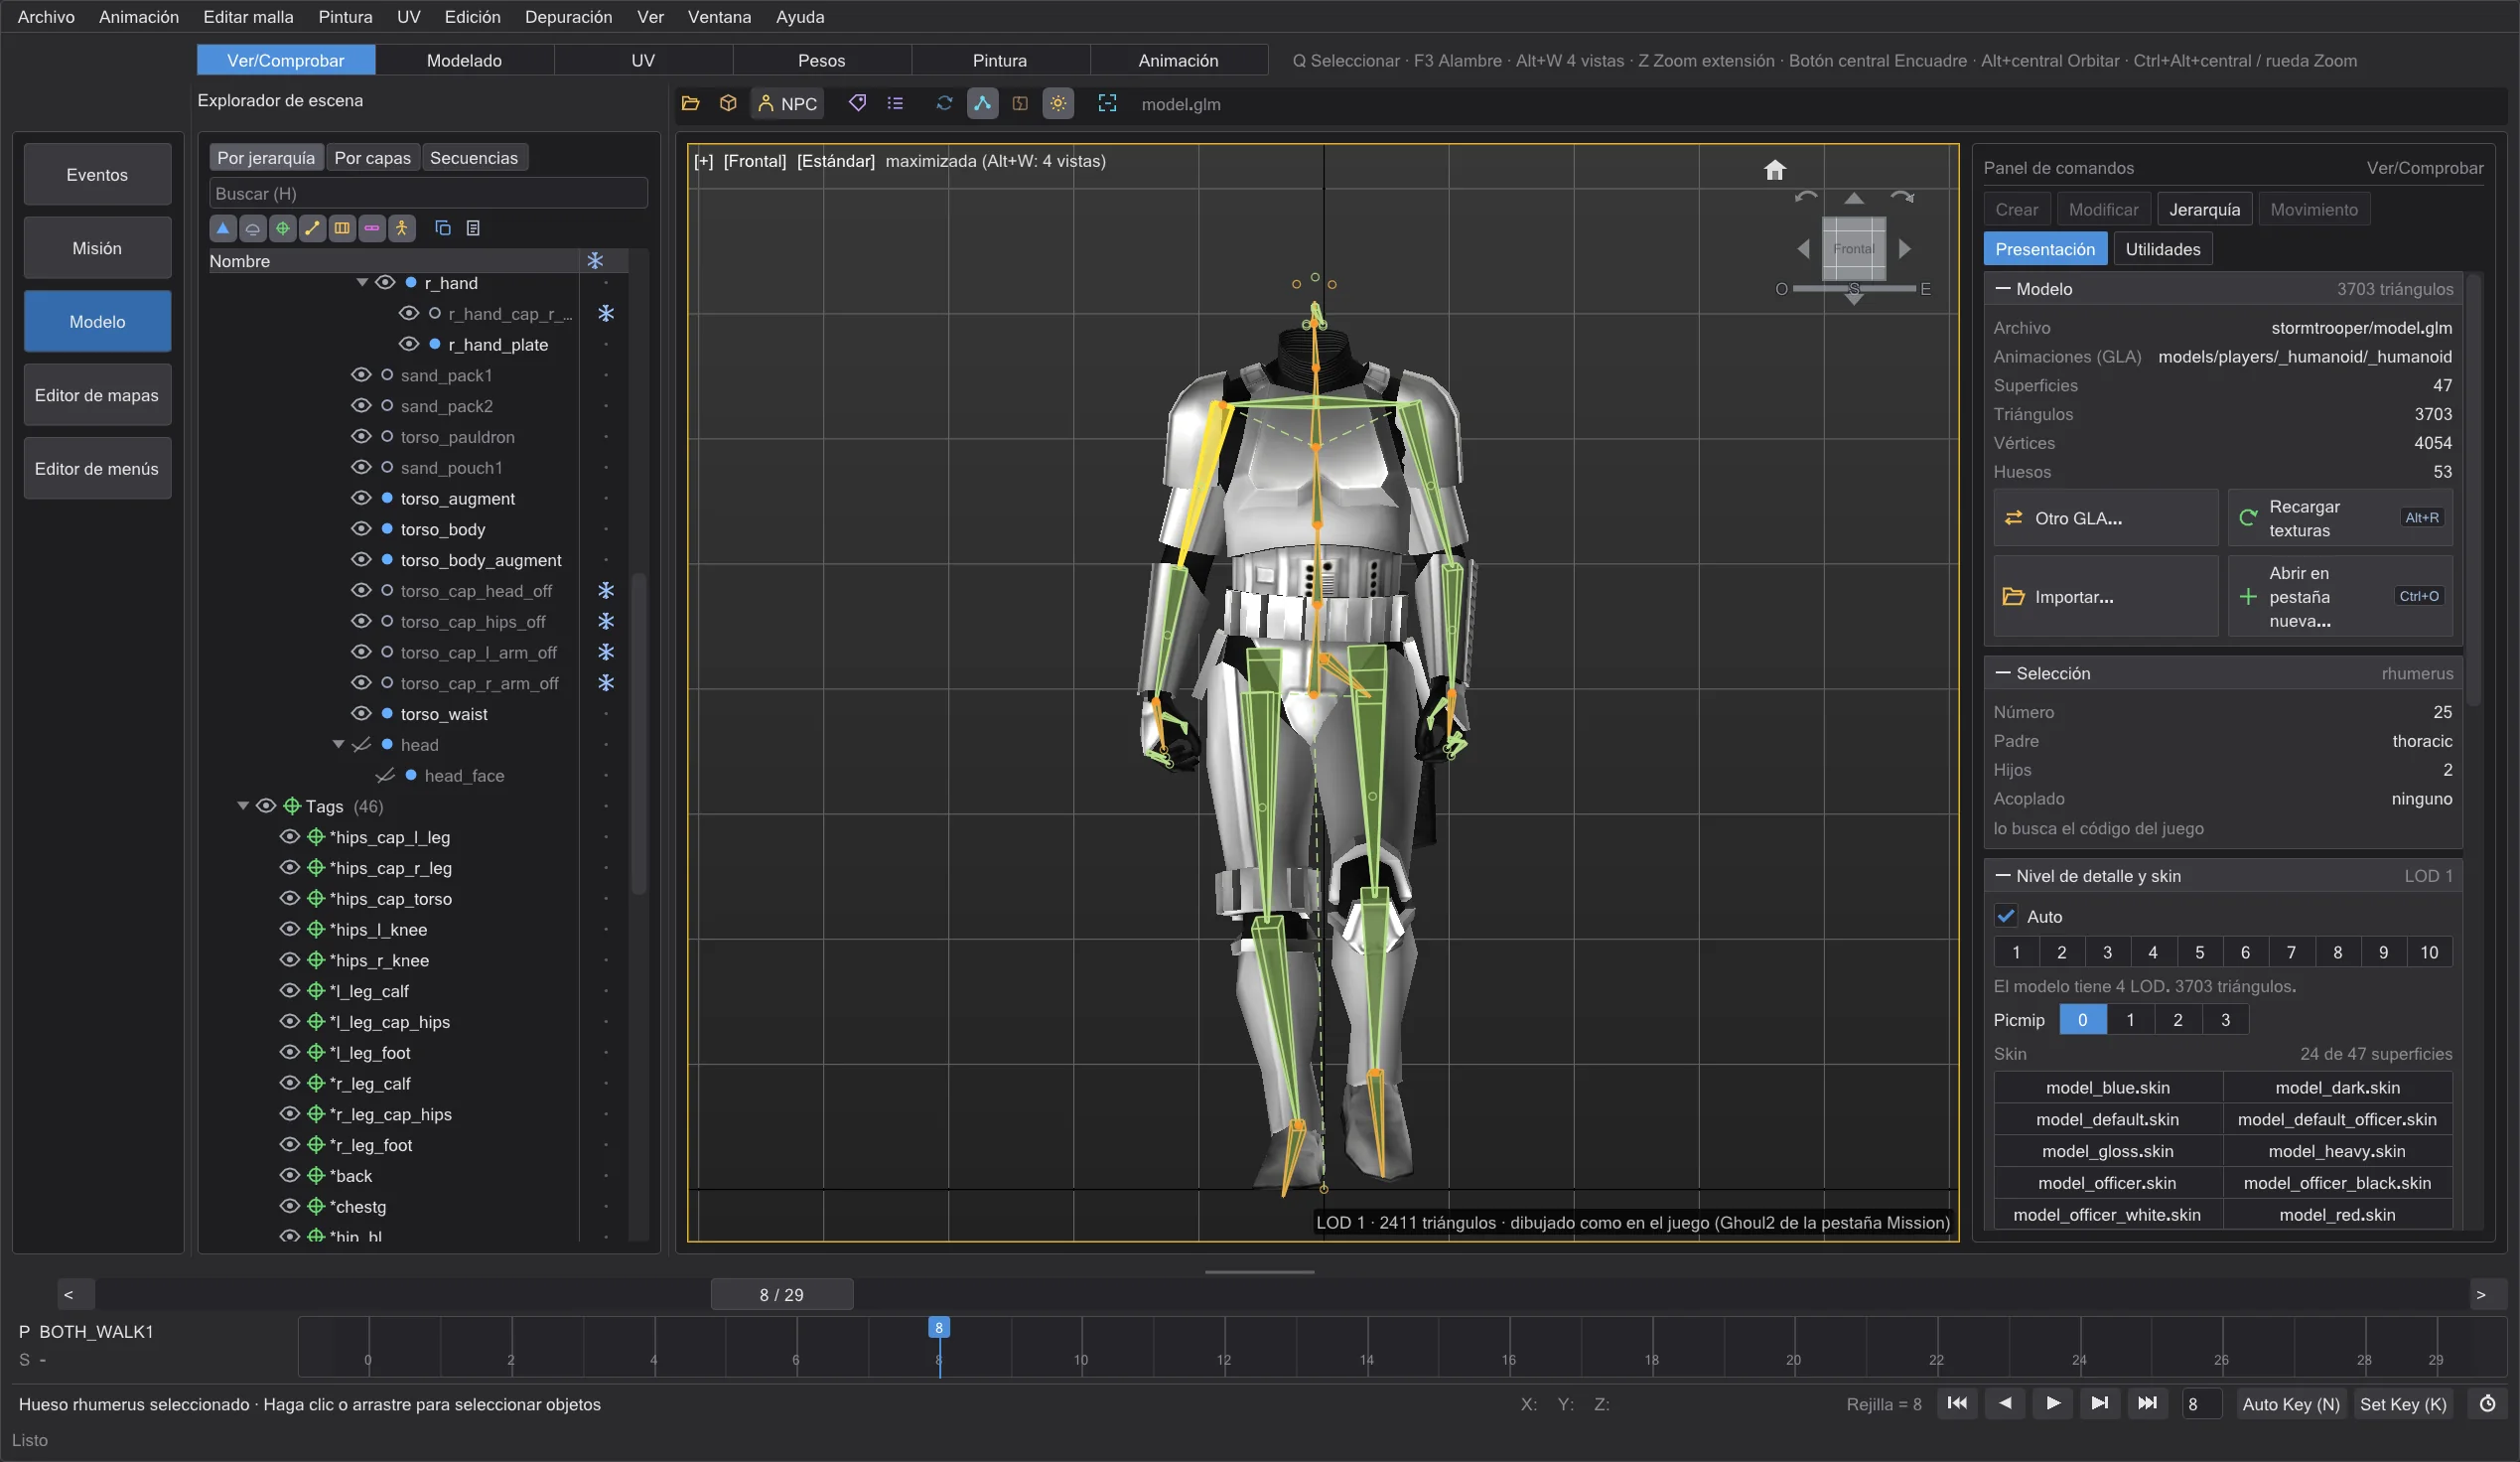 Archivo Animación Editar malla Pintura UV Edición Depuración Ver Ventana Ayuda
Ver/Comprobar Modelado UV Pesos Pintura Animación Q Seleccionar · F3 Alambre · Alt+W 4 vistas · Z Zoom extensión · Botón central Encuadre · Alt+central Orbitar · Ctrl+Alt+central / rueda Zoom
Explorador de escena
NPC model.glm
Eventos
Misión
Modelo
Editor de mapas
Editor de menús
Por jerarquía Por capas Secuencias
Buscar (H)
Nombre
r_hand
r_hand_cap_r_...
r_hand_plate
sand_pack1
sand_pack2
torso_pauldron
sand_pouch1
torso_augment
torso_body
torso_body_augment
torso_cap_head_off
torso_cap_hips_off
torso_cap_l_arm_off
torso_cap_r_arm_off
torso_waist
head
head_face
Tags (46)
*hips_cap_l_leg
*hips_cap_r_leg
*hips_cap_torso
*hips_l_knee
*hips_r_knee
*l_leg_calf
*l_leg_cap_hips
*l_leg_foot
*r_leg_calf
*r_leg_cap_hips
*r_leg_foot
*back
*chestg
*hip_bl
[+] [Frontal] [Estándar] maximizada (Alt+W: 4 vistas)
Frontal
O S E
LOD 1 · 2411 triángulos · dibujado como en el juego (Ghoul2 de la pestaña Mission)
Panel de comandos Ver/Comprobar
Crear Modificar Jerarquía Movimiento
Presentación Utilidades
Modelo 3703 triángulos
Archivo stormtrooper/model.glm
Animaciones (GLA) models/players/_humanoid/_humanoid
Superficies 47
Triángulos 3703
Vértices 4054
Huesos 53
Otro GLA...
Recargar texturas Alt+R
Importar...
Abrir en pestaña nueva... Ctrl+O
Selección rhumerus
Número 25
Padre thoracic
Hijos 2
Acoplado ninguno
lo busca el código del juego
Nivel de detalle y skin LOD 1
Auto
1 2 3 4 5 6 7 8 9 10
El modelo tiene 4 LOD. 3703 triángulos.
Picmip 0 1 2 3
Skin 24 de 47 superficies
model_blue.skin model_dark.skin
model_default.skin model_default_officer.skin
model_gloss.skin model_heavy.skin
model_officer.skin model_officer_black.skin
model_officer_white.skin model_red.skin
< 8 / 29 >
P BOTH_WALK1
S -
8
0 2 4 6 8 10 12 14 16 18 20 22 24 26 28 29
Hueso rhumerus seleccionado · Haga clic o arrastre para seleccionar objetos
X: Y: Z:
Rejilla = 8
8
Auto Key (N) Set Key (K)
Listo